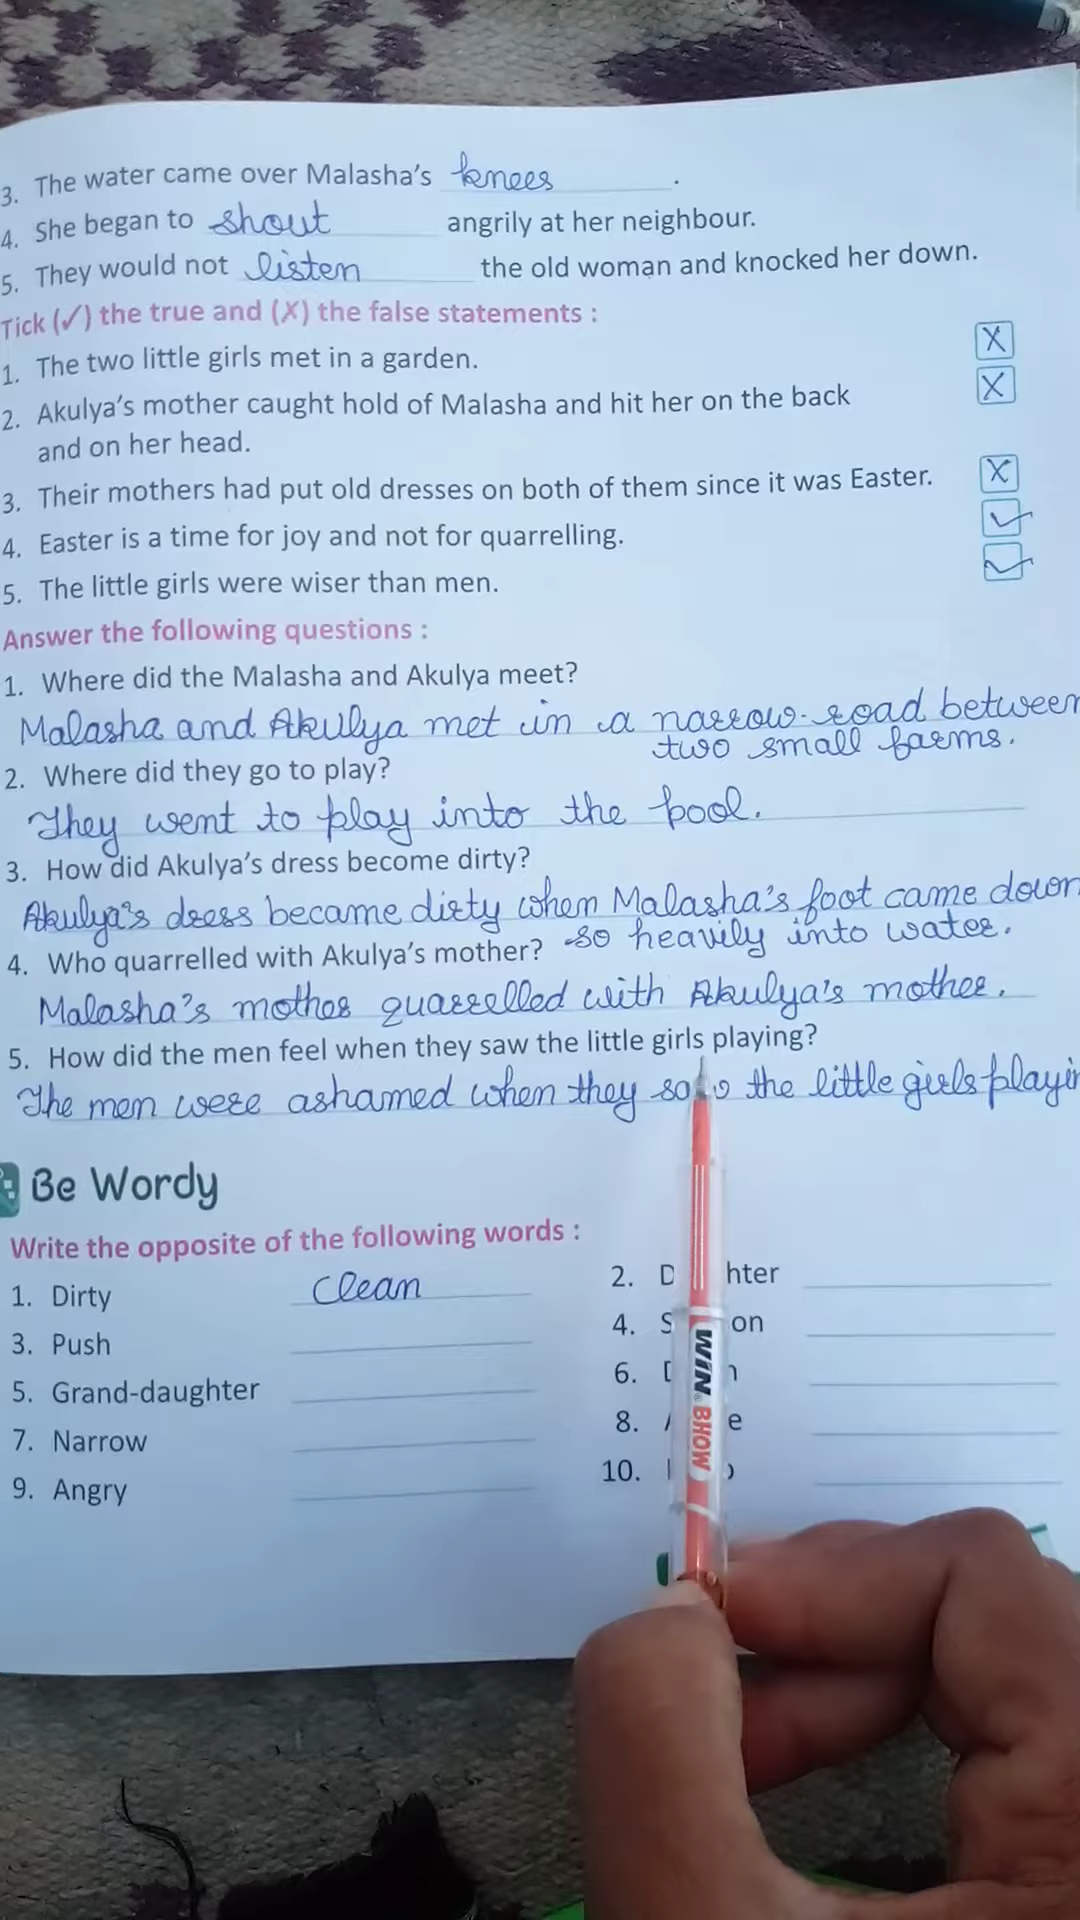 3. The water came over Malasha's knees .
4. She began to shout angrily at her neighbour.
5. They would not listen the old woman and knocked her down.
Tick (✓) the true and (X) the false statements :
1. The two little girls met in a garden. X
2. Akulya's mother caught hold of Malasha and hit her on the back X
and on her head.
3. Their mothers had put old dresses on both of them since it was Easter. X
4. Easter is a time for joy and not for quarrelling. ✓
5. The little girls were wiser than men. ✓
Answer the following questions :
1. Where did the Malasha and Akulya meet?
Malasha and Akulya met in a narrow road between
two small farms.
2. Where did they go to play?
They went to play into the pool.
3. How did Akulya's dress become dirty?
Akulya's dress became dirty when Malasha's foot came down
so heavily into water.
4. Who quarrelled with Akulya's mother?
Malasha's mother quarrelled with Akulya's mother.
5. How did the men feel when they saw the little girls playing?
The men were ashamed when they saw the little girls playin
Be Wordy
Write the opposite of the following words :
1. Dirty clean 2. D hter
3. Push 4. S on
5. Grand-daughter 6.
7. Narrow 8. e
9. Angry 10.
WIN BHOW